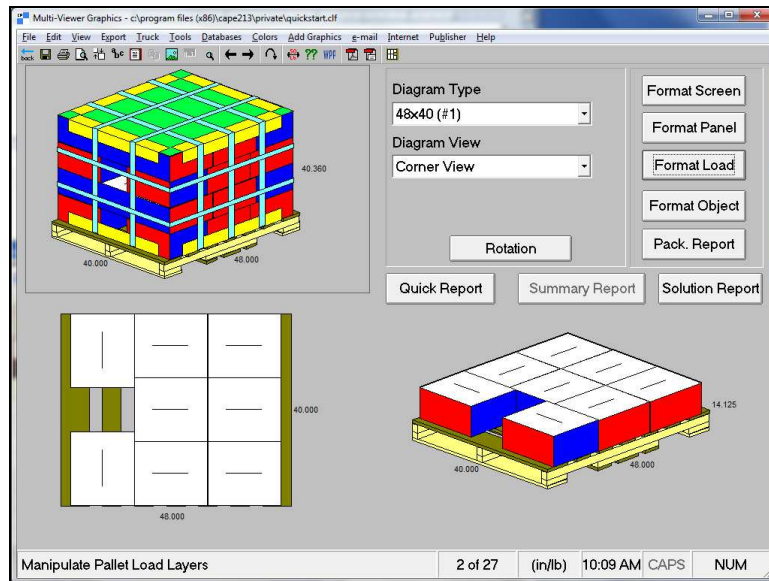 Multi-Viewer Graphics - c:\program files (x86)\cape213\private\quickstart.clf
File Edit View Export Truck Tools Databases Colors Add Graphics e-mail Internet Publisher Help
back ?? WPF
40.360
40.000 48.000
Diagram Type
48x40 (#1)
Diagram View
Corner View
Rotation
Format Screen
Format Panel
Format Load
Format Object
Pack. Report
Quick Report Summary Report Solution Report
40.000
48.000
14.125
40.000 48.000
Manipulate Pallet Load Layers 2 of 27 (in/lb) 10:09 AM CAPS NUM